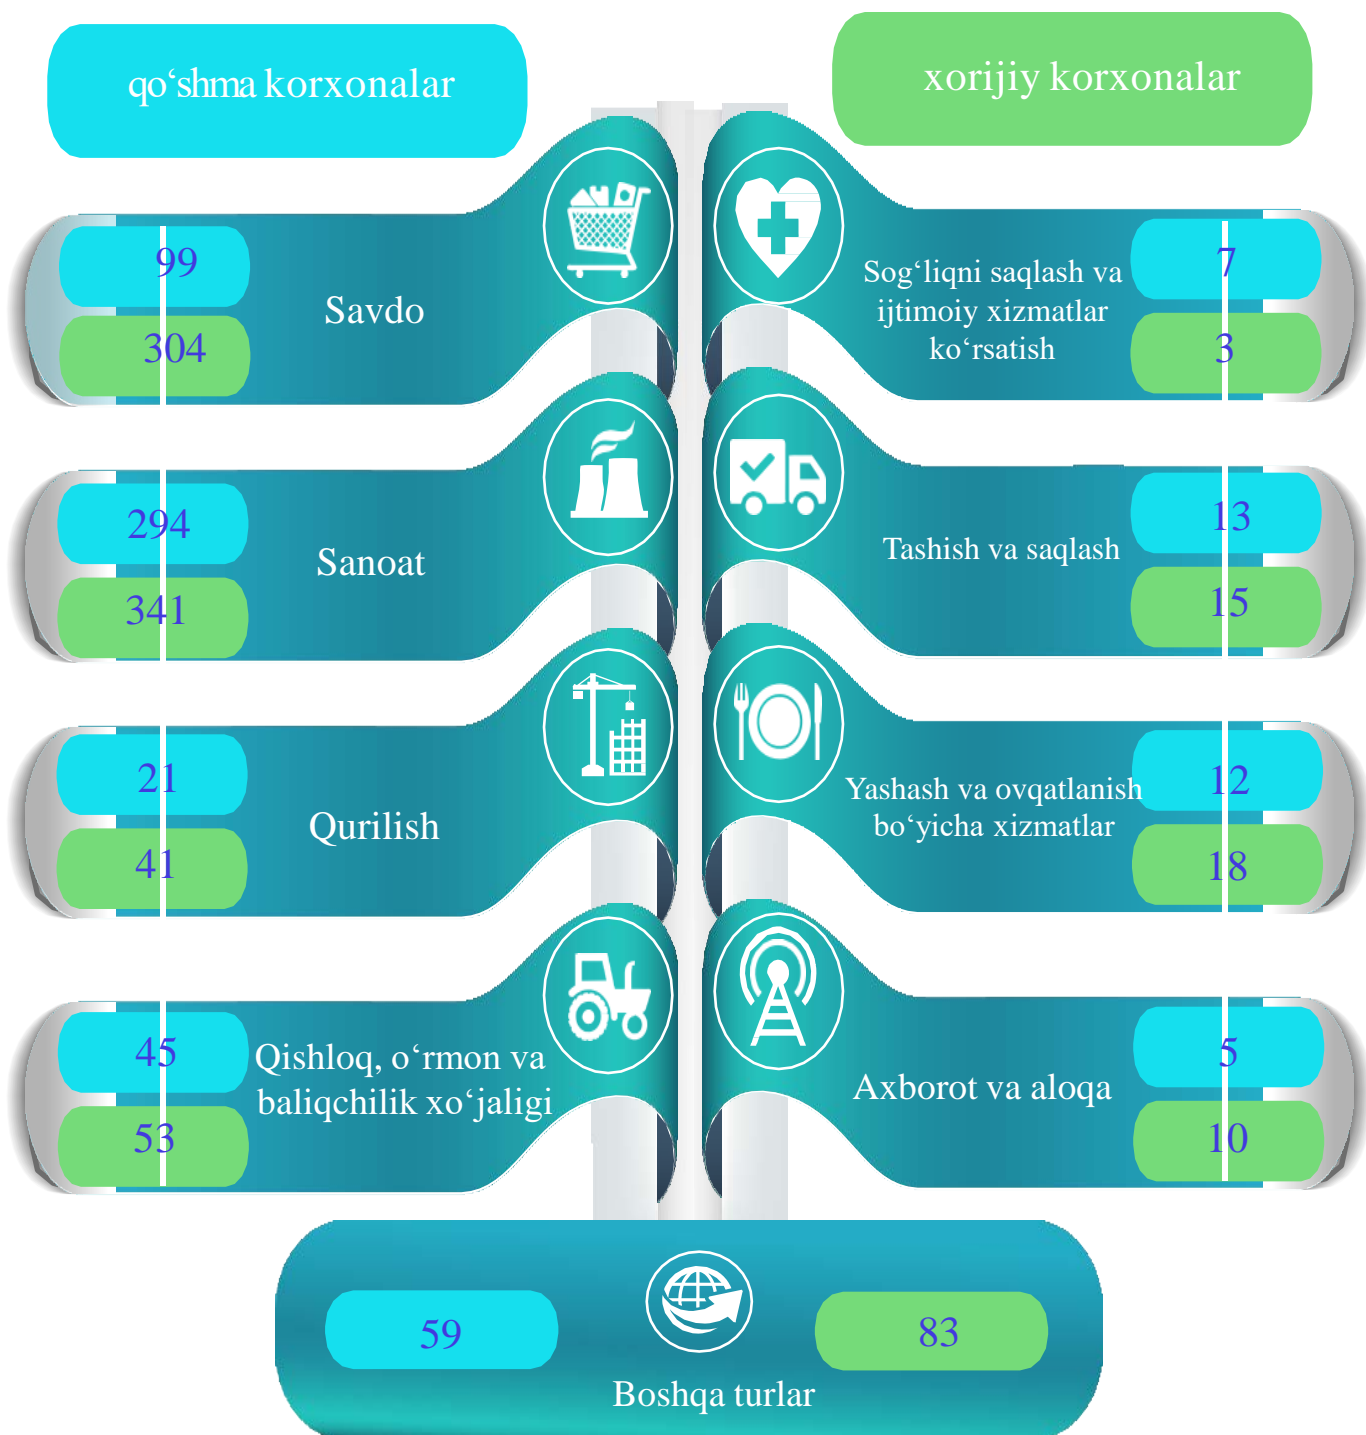 qo‘shma korxonalar
xorijiy korxonalar
99
304
Savdo
Sog‘liqni saqlash va
ijtimoiy xizmatlar
ko‘rsatish
7
3
294
341
Sanoat
Tashish va saqlash
13
15
21
41
Qurilish
Yashash va ovqatlanish
bo‘yicha xizmatlar
12
18
45
53
Qishloq, o‘rmon va
baliqchilik xo‘jaligi
Axborot va aloqa
5
10
59
83
Boshqa turlar